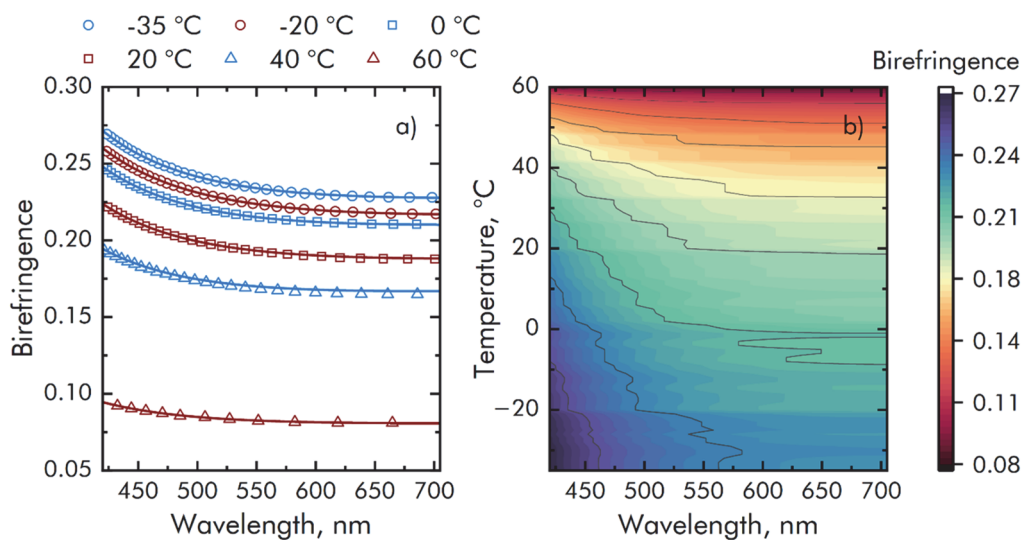 -35 °C -20 °C 0 °C
20 °C 40 °C 60 °C
a)
Birefringence
0.30
0.25
0.20
0.15
0.10
0.05
450 500 550 600 650 700
Wavelength, nm
b)
Temperature, °C
60
40
20
0
−20
450 500 550 600 650 700
Wavelength, nm
Birefringence
0.27
0.24
0.21
0.18
0.14
0.11
0.08